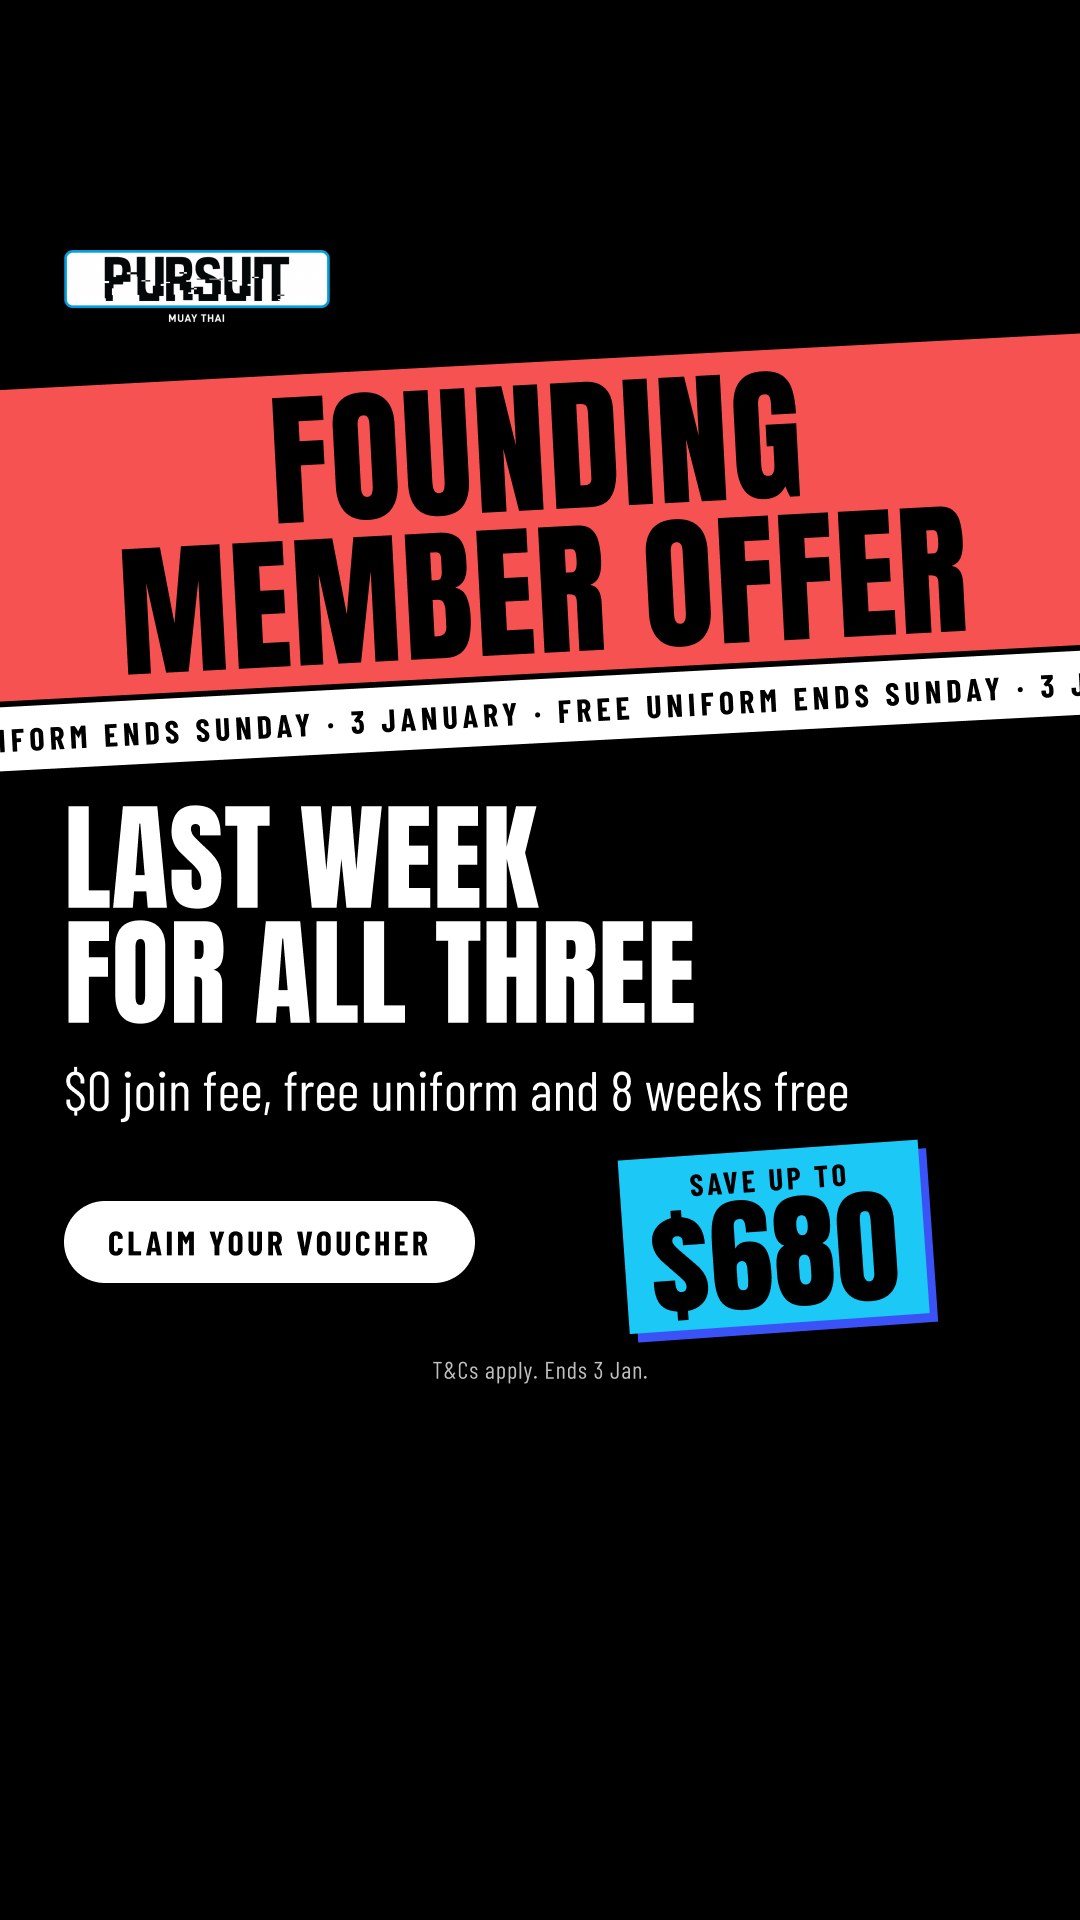 PURSUIT
MUAY THAI
FOUNDING
MEMBER OFFER
IFORM ENDS SUNDAY · 3 JANUARY · FREE UNIFORM ENDS SUNDAY · 3 J
LAST WEEK
FOR ALL THREE
$0 join fee, free uniform and 8 weeks free
SAVE UP TO
$680
CLAIM YOUR VOUCHER
T&Cs apply. Ends 3 Jan.